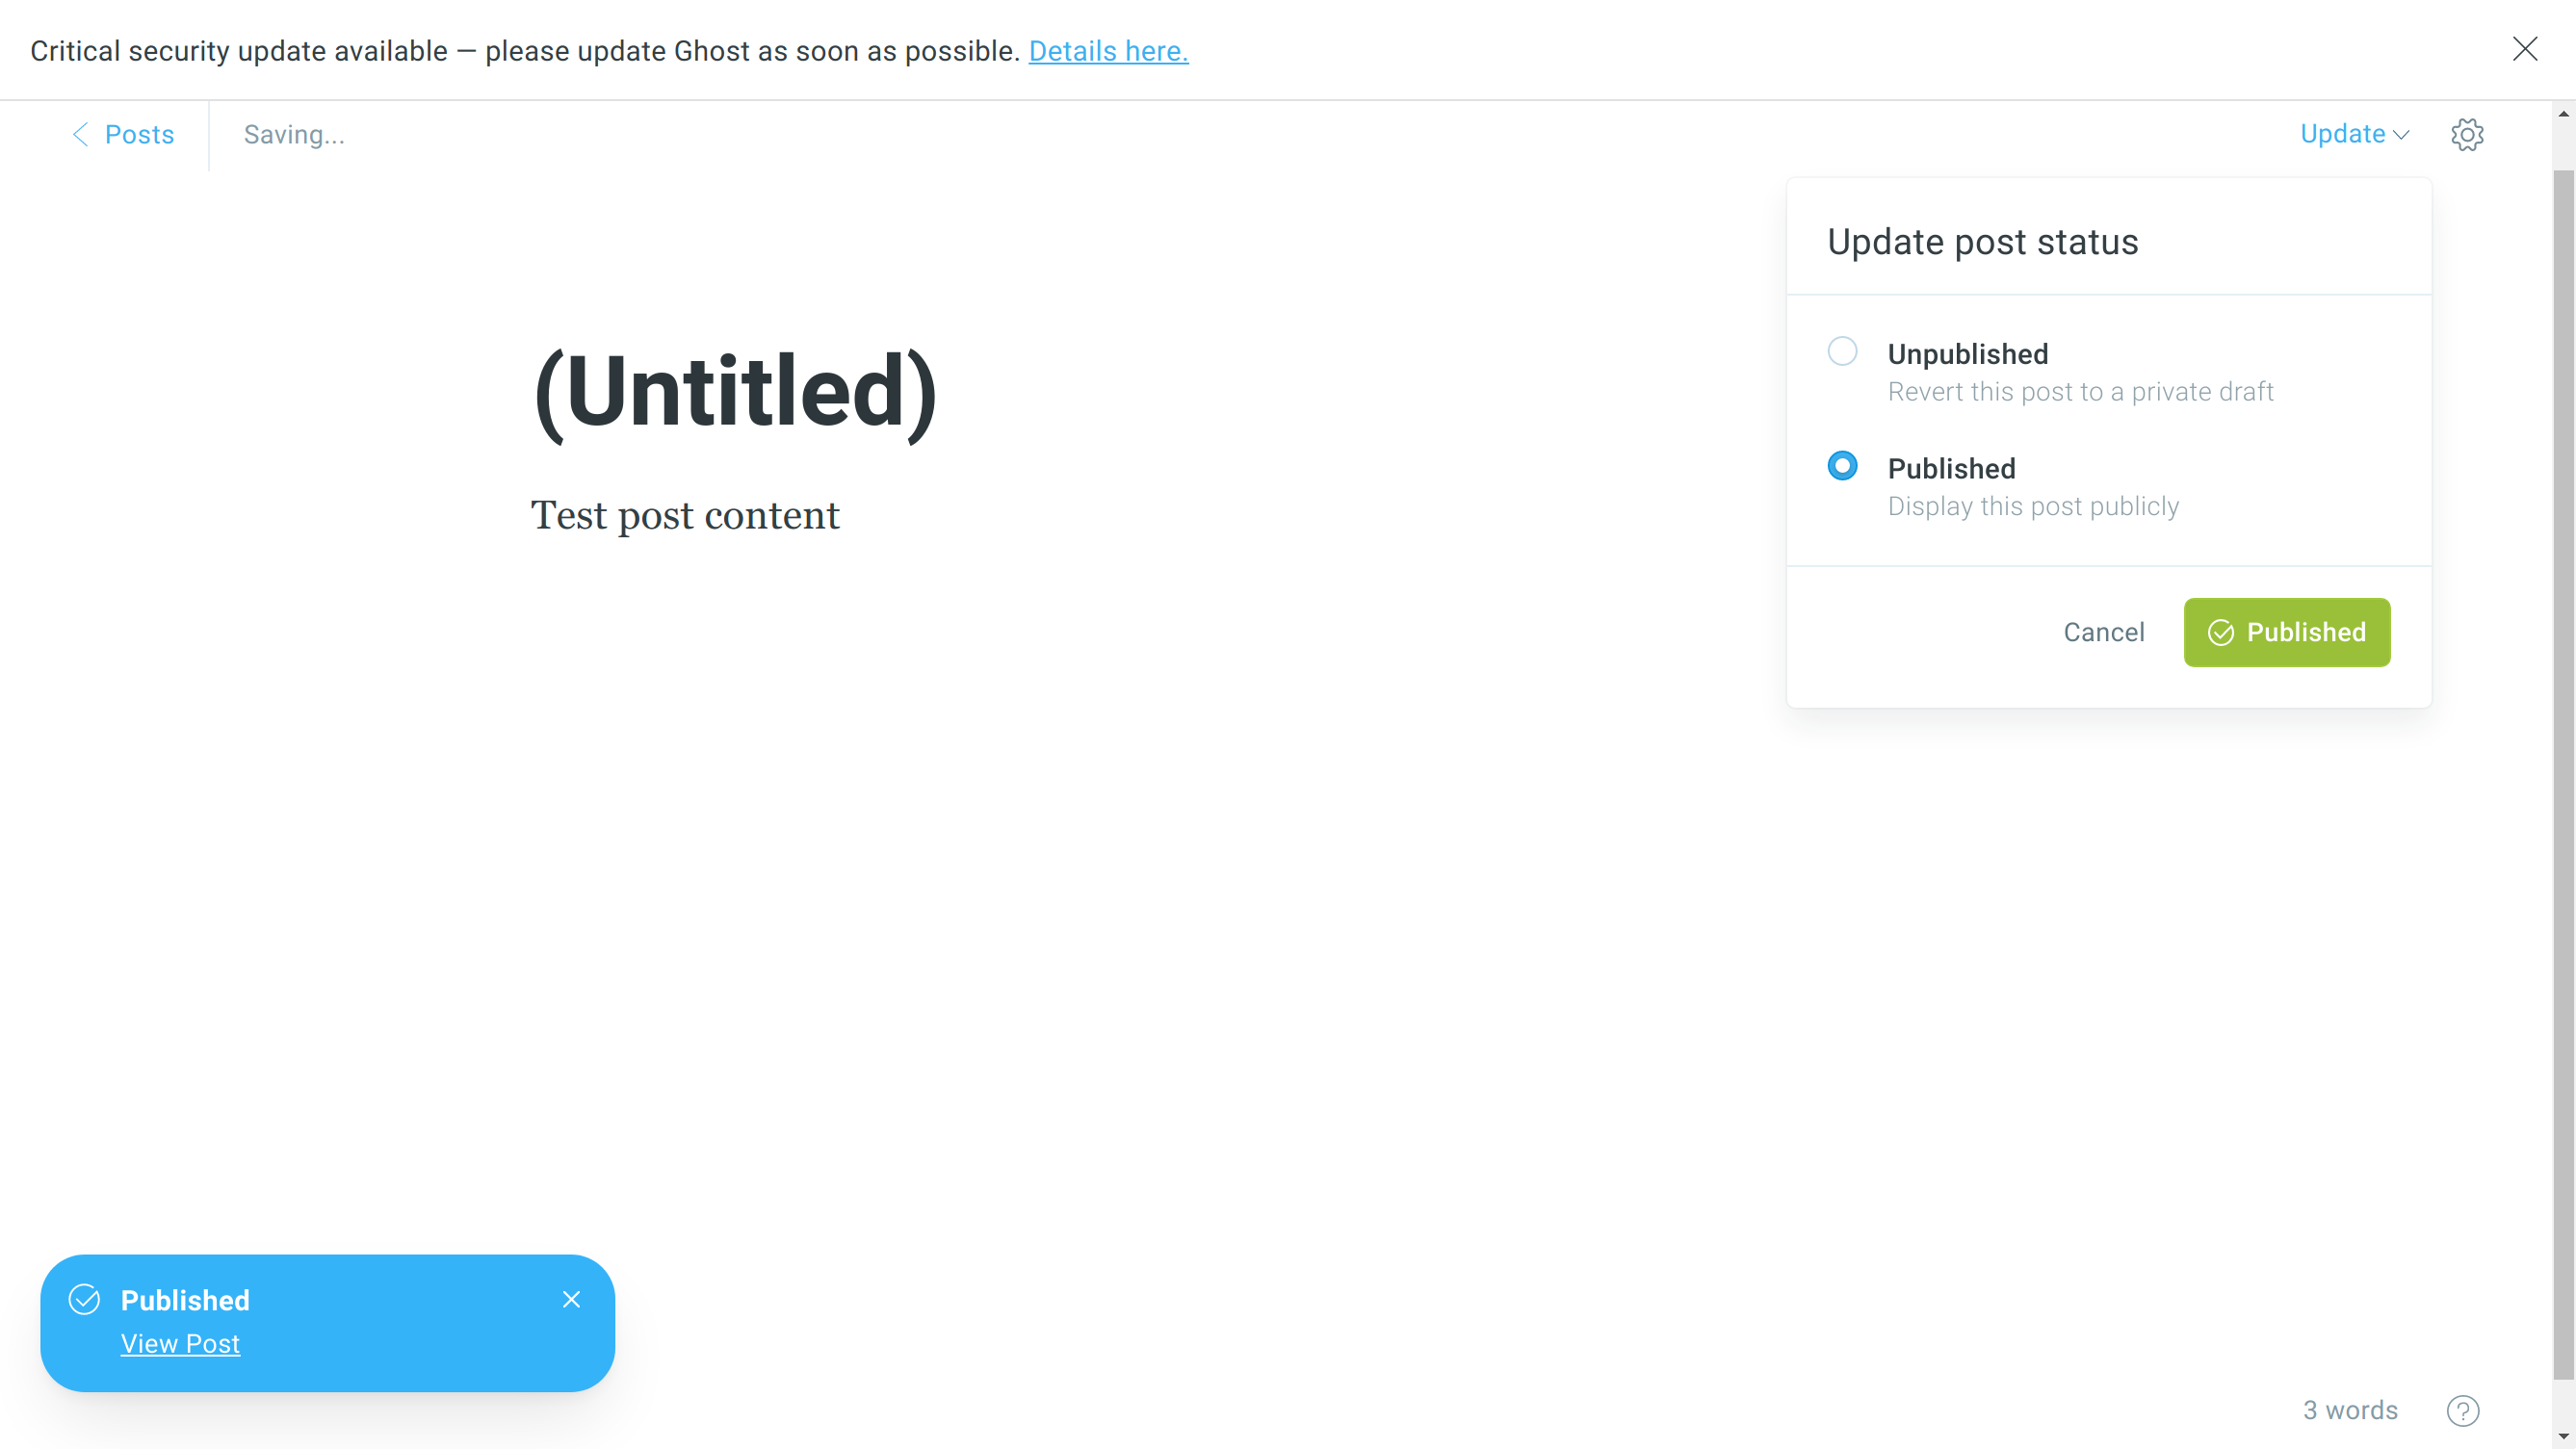 Critical security update available — please update Ghost as soon as possible. Details here.
Posts
Saving...
Update
Update post status
Unpublished
Revert this post to a private draft
(Untitled)
Published
Display this post publicly
Test post content
Cancel
Published
Published
View Post
3 words
?